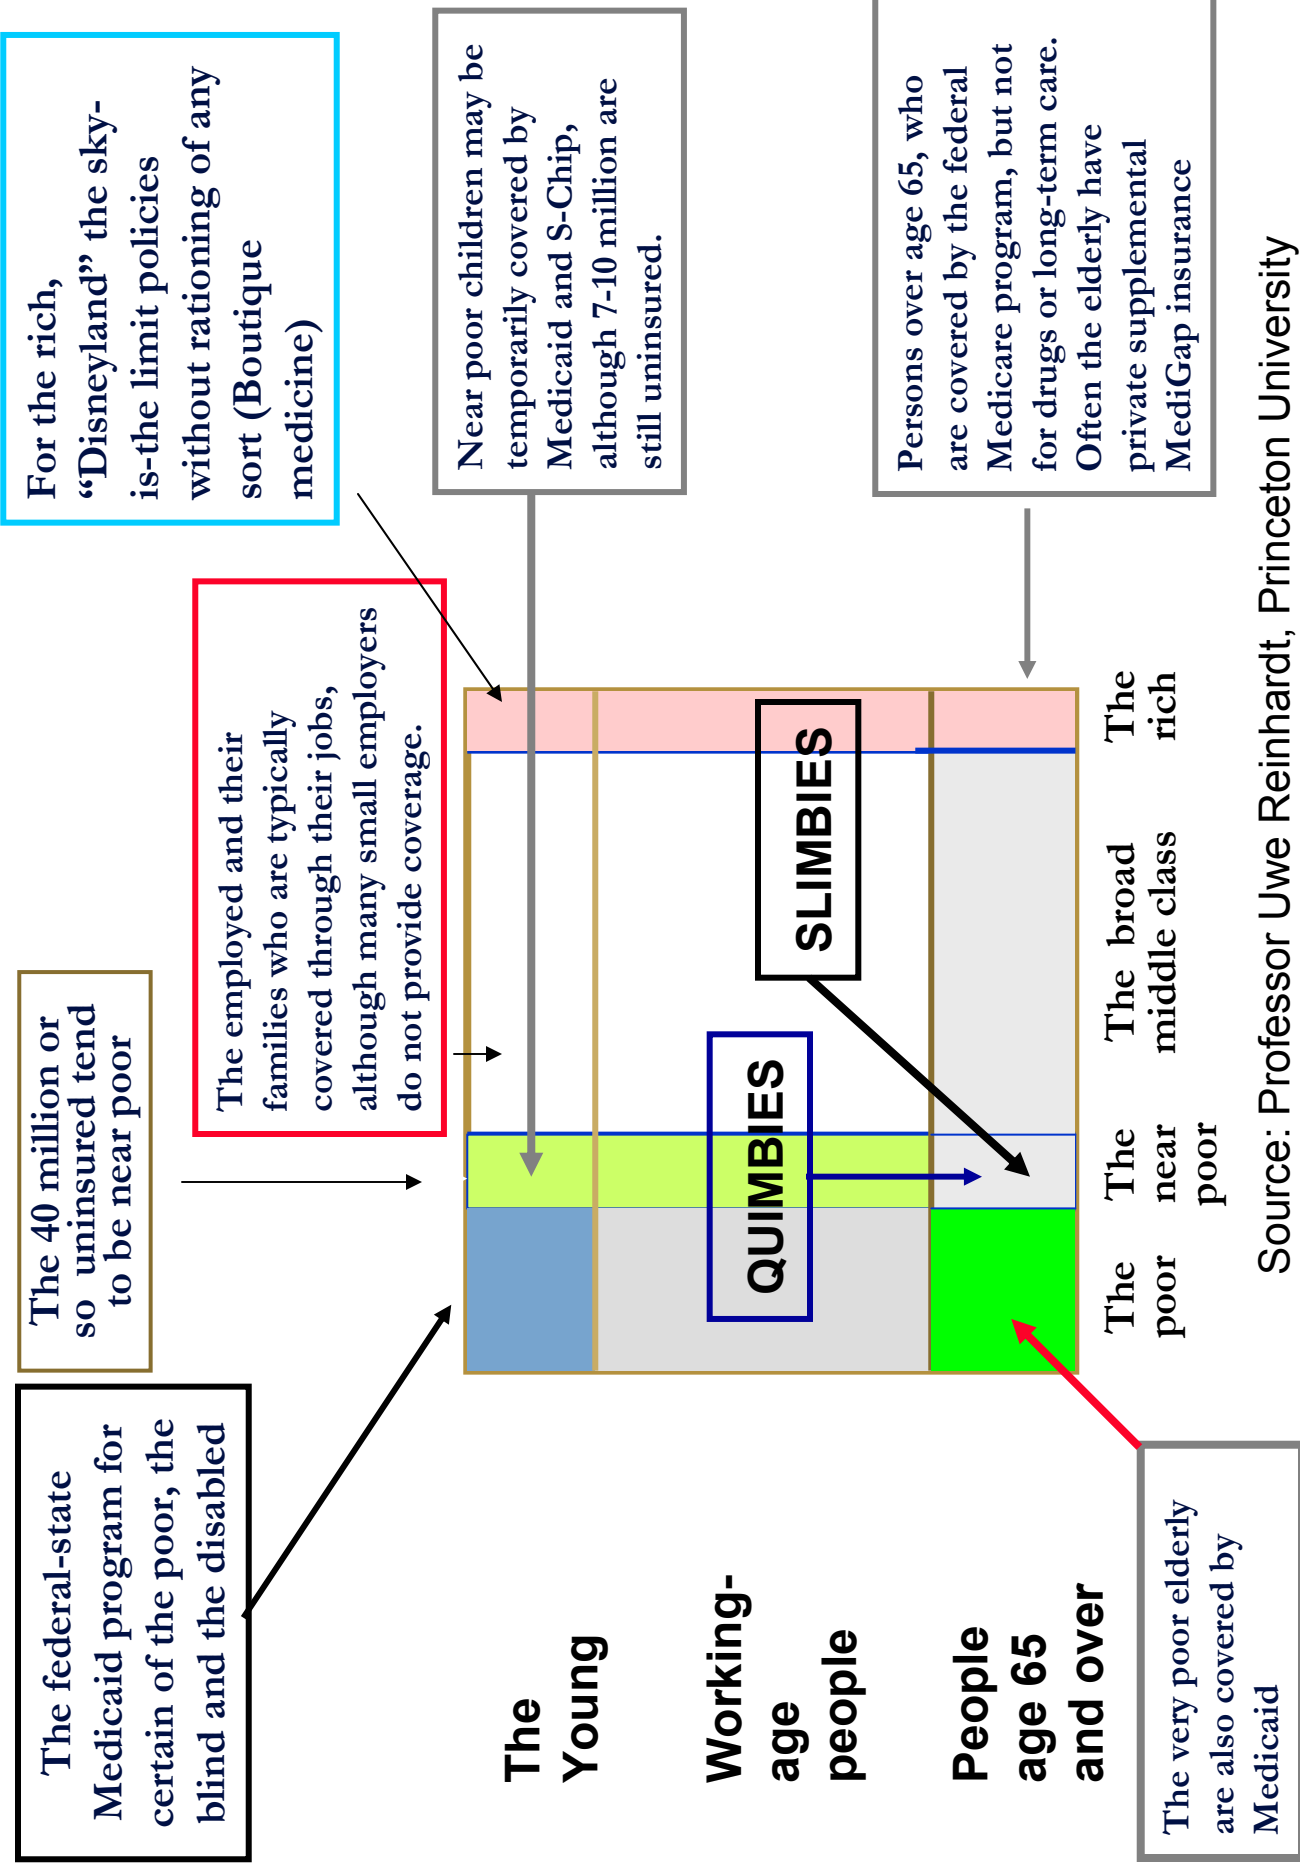 The federal-state
Medicaid program for
certain of the poor, the
blind and the disabled
The 40 million or
so uninsured tend
to be near poor
The employed and their
families who are typically
covered through their jobs,
although many small employers
do not provide coverage.
For the rich,
“Disneyland” the sky-
is-the limit policies
without rationing of any
sort (Boutique
medicine)
Near poor children may be
temporarily covered by
Medicaid and S-Chip,
although 7-10 million are
still uninsured.
Persons over age 65, who
are covered by the federal
Medicare program, but not
for drugs or long-term care.
Often the elderly have
private supplemental
MediGap insurance
The
Young
Working-
age
people
People
age 65
and over
QUIMBIES
SLIMBIES
The
poor
The
near
poor
The broad
middle class
The
rich
The very poor elderly
are also covered by
Medicaid
Source: Professor Uwe Reinhardt, Princeton University